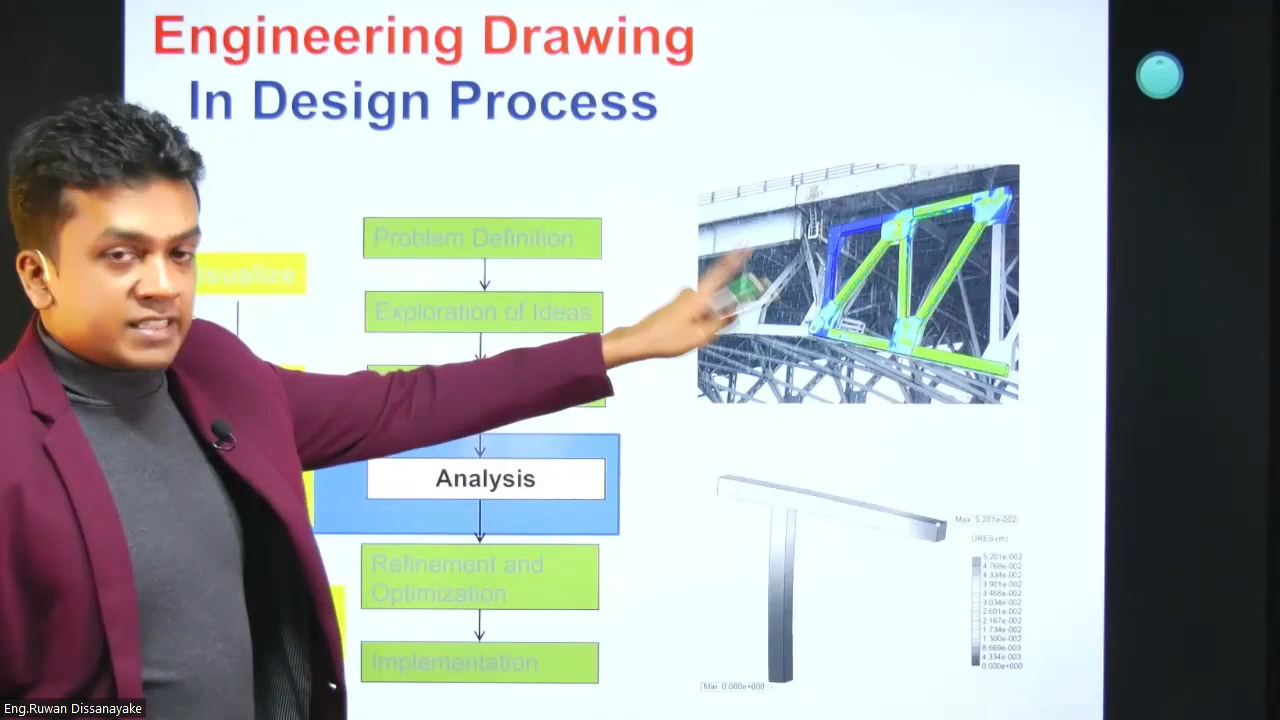 Engineering Drawing
In Design Process
Problem Definition
isualize
Exploration of Ideas
Analysis
Refinement and
Optimization
Implementation
Max 5.201e-002
URES (m)
5.201e-002
4.768e-002
4.334e-002
3.901e-002
3.468e-002
3.034e-002
2.601e-002
2.167e-002
1.734e-002
1.300e-002
8.669e-003
4.334e-003
0.000e+000
Min 0.000e+000
Eng.Ruwan Dissanayake